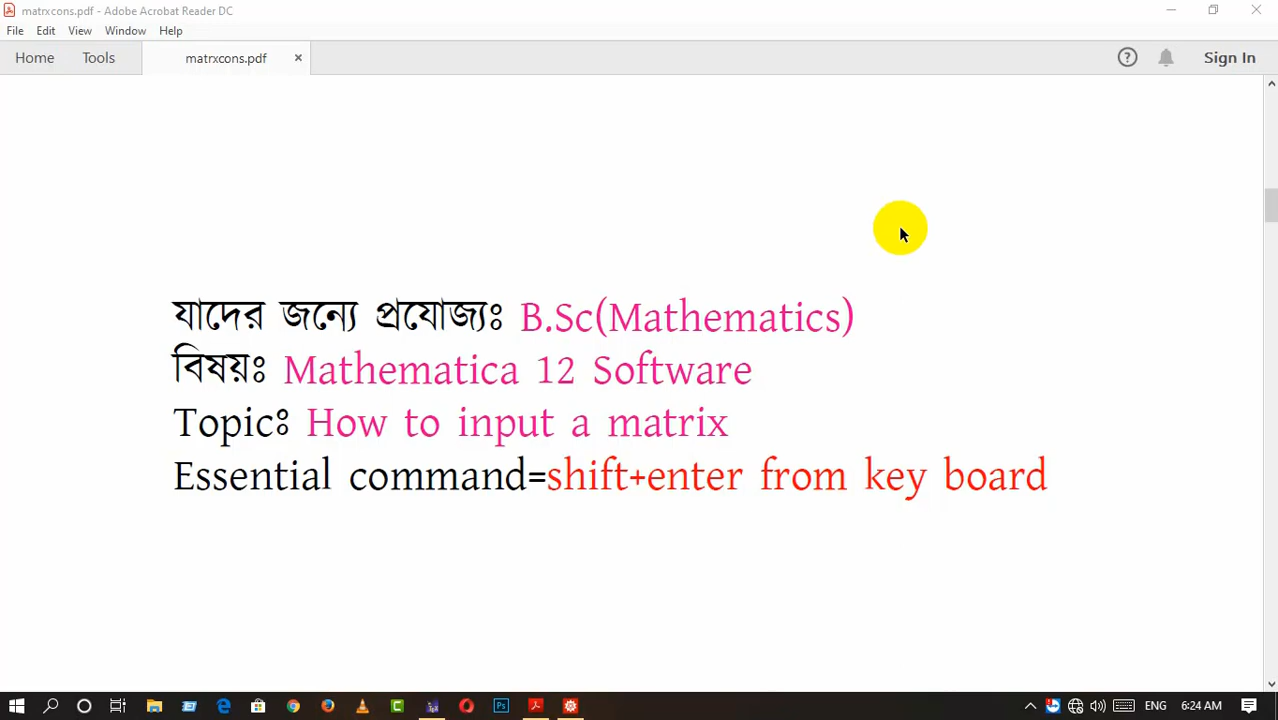 matrxcons.pdf - Adobe Acrobat Reader DC
File Edit View Window Help
Home Tools matrxcons.pdf × Sign In
যাদের জন্যে প্রযোজ্যঃ B.Sc(Mathematics)
বিষয়ঃ Mathematica 12 Software
Topicঃ How to input a matrix
Essential command=shift+enter from key board
ENG 6:24 AM